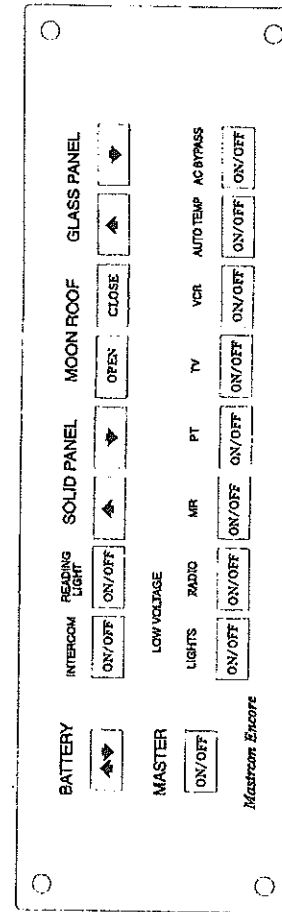 BATTERY INTERCOM READING LIGHT SOLID PANEL MOON ROOF GLASS PANEL
ON/OFF ON/OFF OPEN CLOSE
MASTER LOW VOLTAGE
LIGHTS RADIO MR PT TV VCR AUTO TEMP AC BYPASS
ON/OFF ON/OFF ON/OFF ON/OFF ON/OFF ON/OFF ON/OFF ON/OFF ON/OFF
Mastrcon Encore